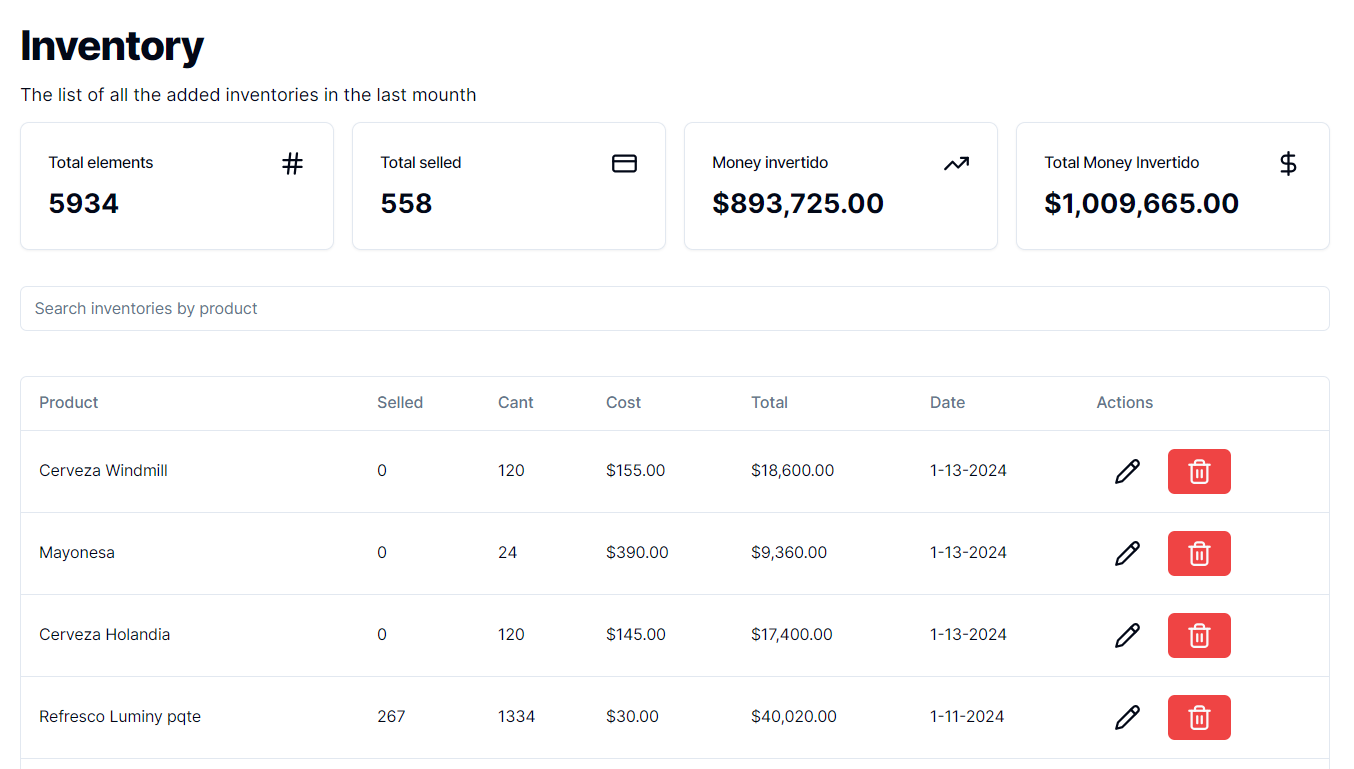 Inventory
The list of all the added inventories in the last mounth
Total elements
5934
Total selled
558
Money invertido
$893,725.00
Total Money Invertido
$1,009,665.00
Search inventories by product
Product Selled Cant Cost Total Date Actions
Cerveza Windmill 0 120 $155.00 $18,600.00 1-13-2024
Mayonesa 0 24 $390.00 $9,360.00 1-13-2024
Cerveza Holandia 0 120 $145.00 $17,400.00 1-13-2024
Refresco Luminy pqte 267 1334 $30.00 $40,020.00 1-11-2024